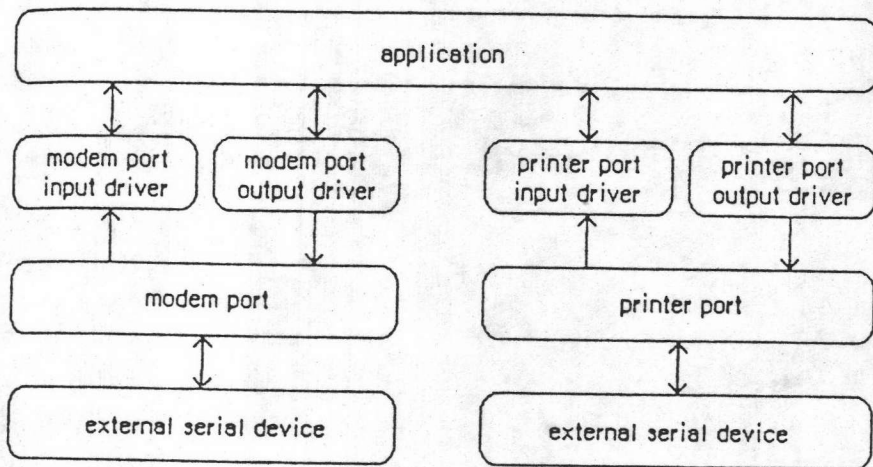 application
modem port
input driver
modem port
output driver
printer port
input driver
printer port
output driver
modem port
printer port
external serial device
external serial device